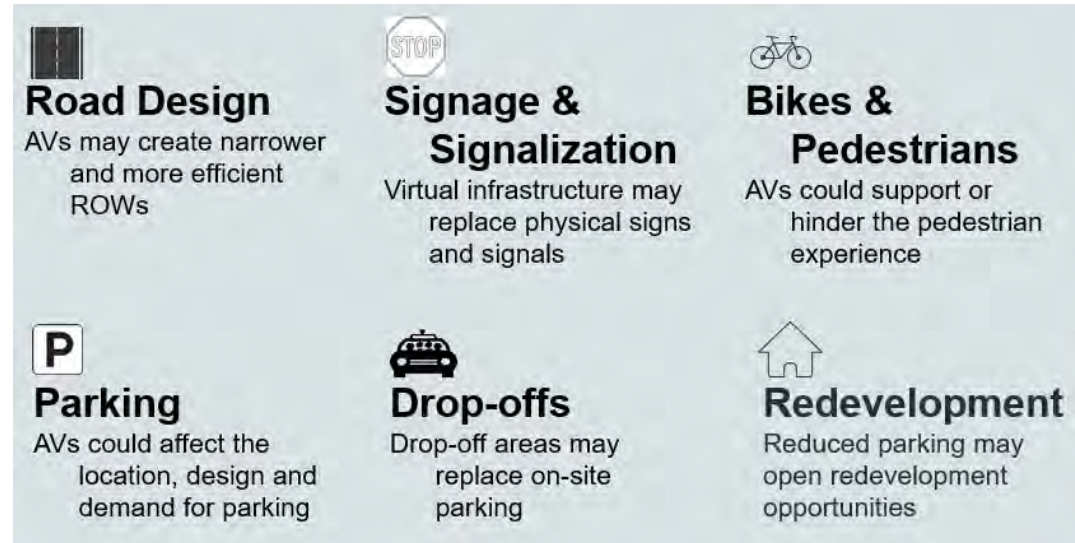 Road Design
AVs may create narrower
and more efficient
ROWs
STOP
Signage &
Signalization
Virtual infrastructure may
replace physical signs
and signals
Bikes &
Pedestrians
AVs could support or
hinder the pedestrian
experience
P
Parking
AVs could affect the
location, design and
demand for parking
Drop-offs
Drop-off areas may
replace on-site
parking
Redevelopment
Reduced parking may
open redevelopment
opportunities